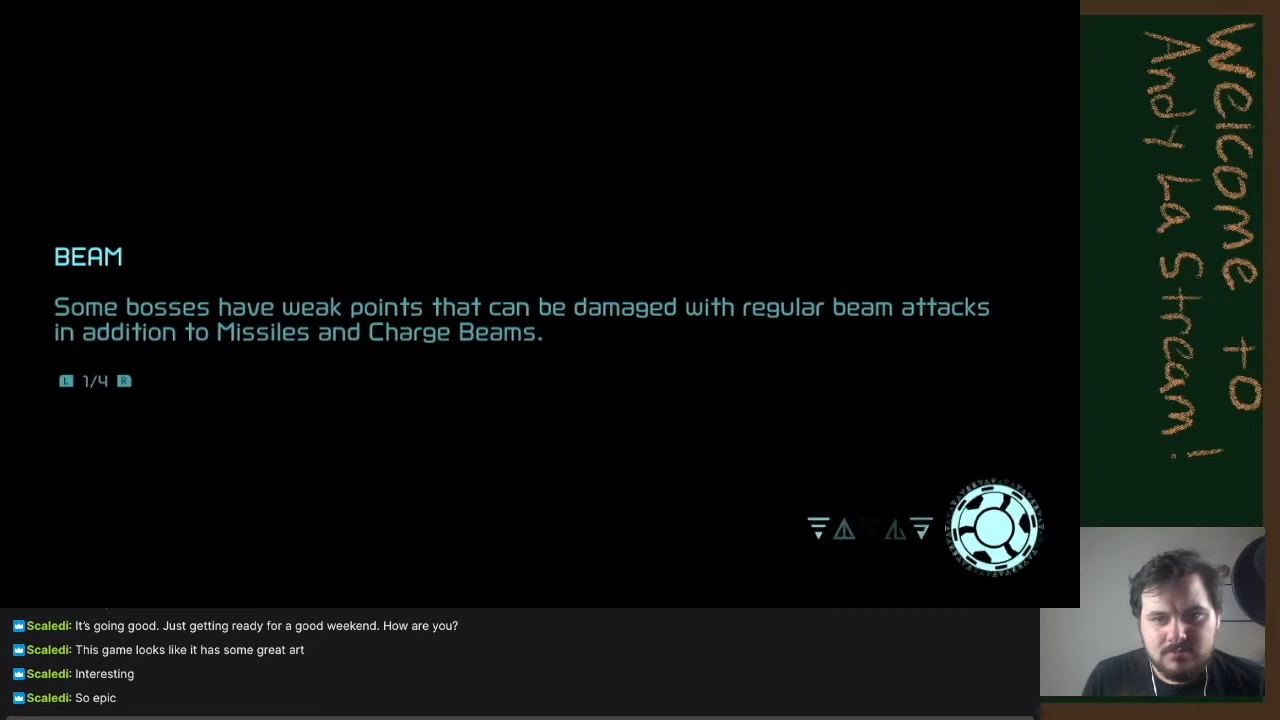 BEAM
Some bosses have weak points that can be damaged with regular beam attacks
in addition to Missiles and Charge Beams.
L 1/4 R
Welcome to
Andy La Stream!
Scaledi: It's going good. Just getting ready for a good weekend. How are you?
Scaledi: This game looks like it has some great art
Scaledi: Interesting
Scaledi: So epic